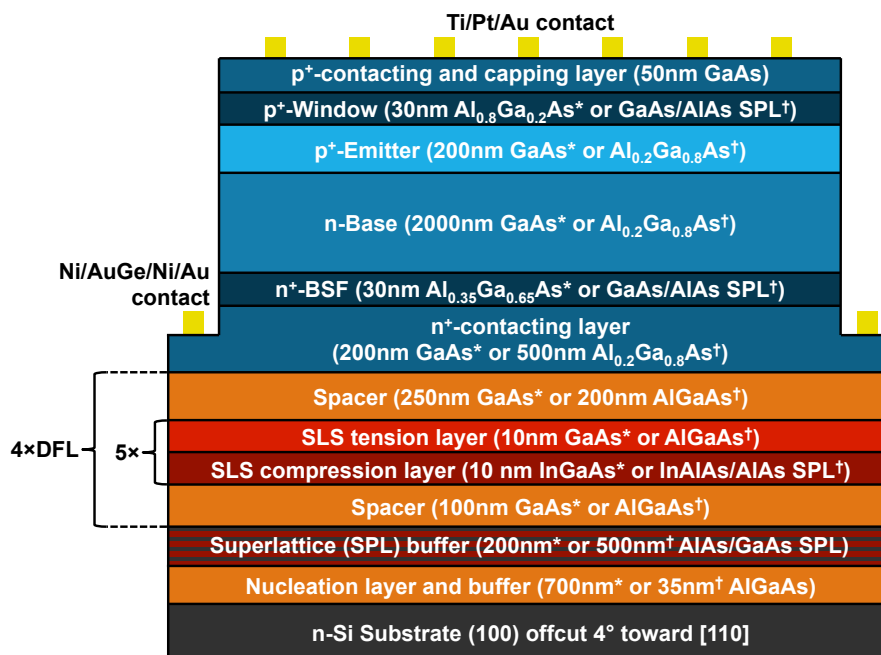 Ti/Pt/Au contact
p⁺-contacting and capping layer (50nm GaAs)
p⁺-Window (30nm Al₀.₈Ga₀.₂As* or GaAs/AlAs SPL†)
p⁺-Emitter (200nm GaAs* or Al₀.₂Ga₀.₈As†)
n-Base (2000nm GaAs* or Al₀.₂Ga₀.₈As†)
Ni/AuGe/Ni/Au
contact
n⁺-BSF (30nm Al₀.₃₅Ga₀.₆₅As* or GaAs/AlAs SPL†)
n⁺-contacting layer
(200nm GaAs* or 500nm Al₀.₂Ga₀.₈As†)
Spacer (250nm GaAs* or 200nm AlGaAs†)
4×DFL
5×
SLS tension layer (10nm GaAs* or AlGaAs†)
SLS compression layer (10 nm InGaAs* or InAlAs/AlAs SPL†)
Spacer (100nm GaAs* or AlGaAs†)
Superlattice (SPL) buffer (200nm* or 500nm† AlAs/GaAs SPL)
Nucleation layer and buffer (700nm* or 35nm† AlGaAs)
n-Si Substrate (100) offcut 4° toward [110]